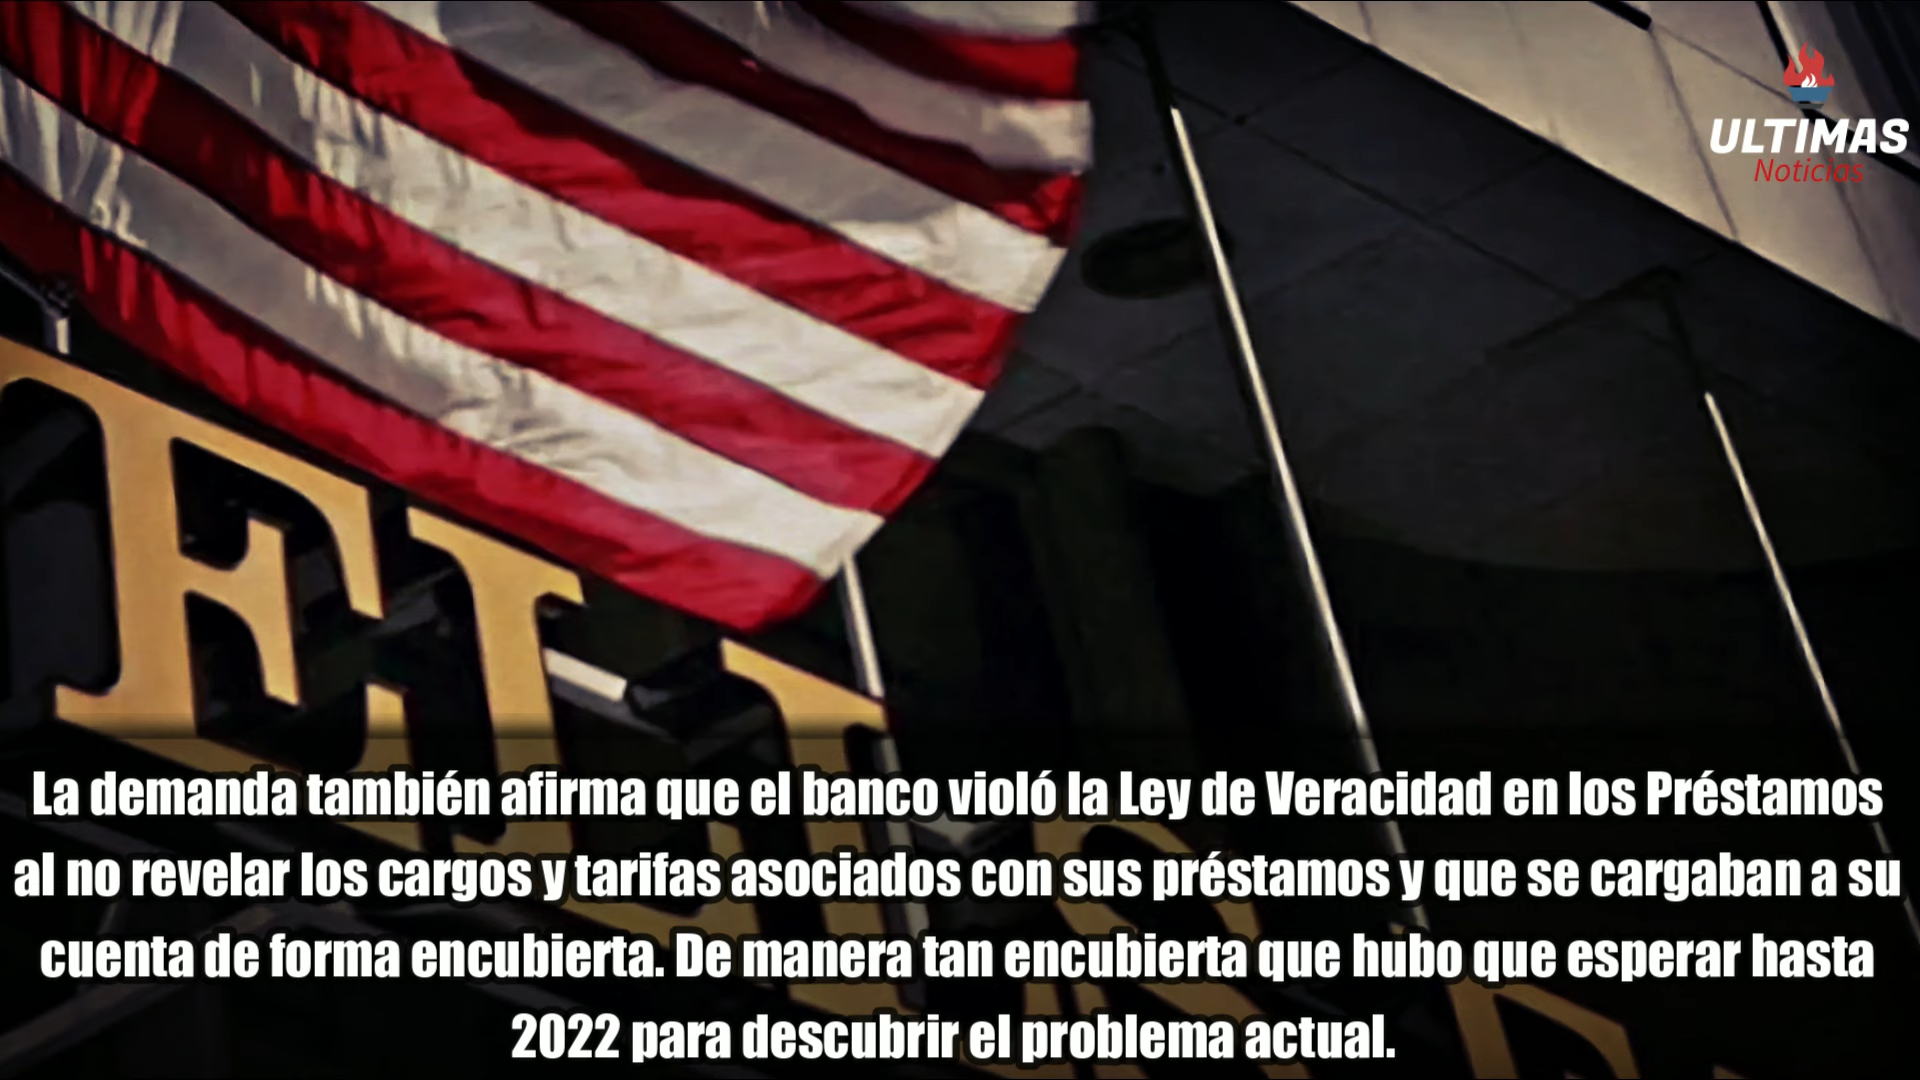 ULTIMAS
Noticias
ELL
La demanda también afirma que el banco violó la Ley de Veracidad en los Préstamos
al no revelar los cargos y tarifas asociados con sus préstamos y que se cargaban a su
cuenta de forma encubierta. De manera tan encubierta que hubo que esperar hasta
2022 para descubrir el problema actual.